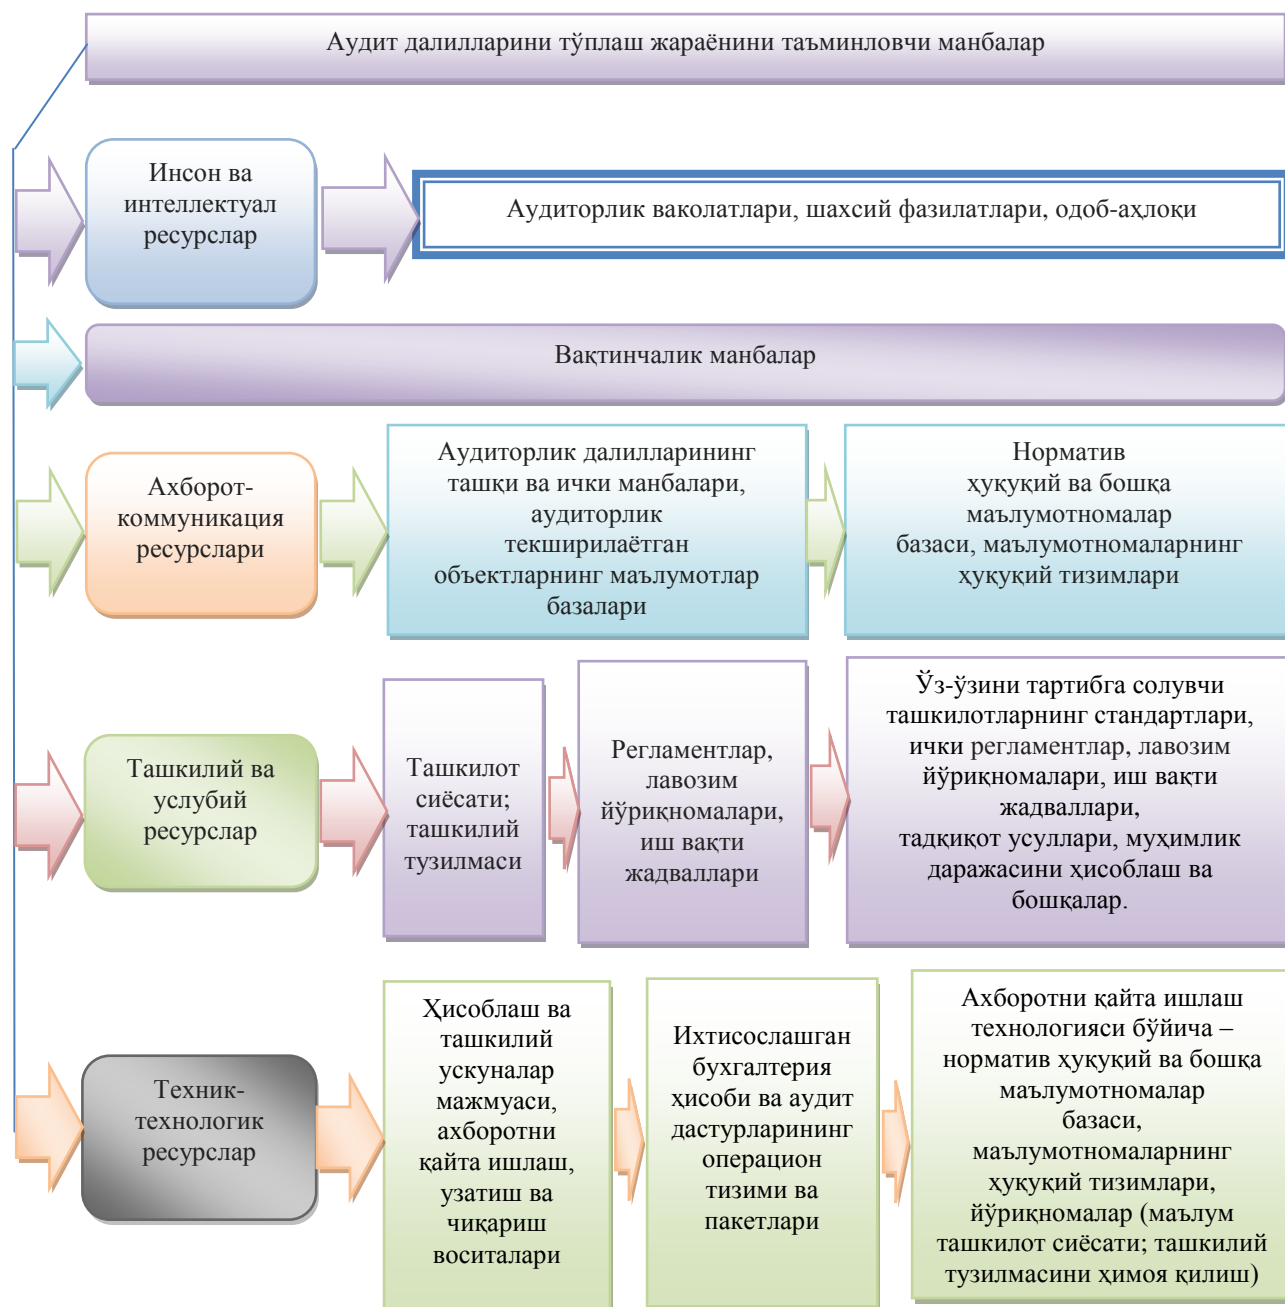 Аудит далилларини тўплаш жараёнини таъминловчи манбалар
Инсон ва
интеллектуал
ресурслар
Аудиторлик ваколатлари, шахсий фазилатлари, одоб-аҳлоқи
Вақтинчалик манбалар
Ахборот-
коммуникация
ресурслари
Аудиторлик далилларининг
ташқи ва ички манбалари,
аудиторлик
текширилаётган
объектларнинг маълумотлар
базалари
Норматив
ҳуқуқий ва бошқа
маълумотномалар
базаси, маълумотномаларнинг
ҳуқуқий тизимлари
Ташкилий ва
услубий
ресурслар
Ташкилот
сиёсати;
ташкилий
тузилмаси
Регламентлар,
лавозим
йўриқномалари,
иш вақти
жадваллари
Ўз-ўзини тартибга солувчи
ташкилотларнинг стандартлари,
ички регламентлар, лавозим
йўриқномалари, иш вақти
жадваллари,
тадқиқот усуллари, муҳимлик
даражасини ҳисоблаш ва
бошқалар.
Техник-
технологик
ресурслар
Ҳисоблаш ва
ташкилий
ускуналар
мажмуаси,
ахборотни
қайта ишлаш,
узатиш ва
чиқариш
воситалари
Ихтисослашган
бухгалтерия
ҳисоби ва аудит
дастурларининг
операцион
тизими ва
пакетлари
Ахборотни қайта ишлаш
технологияси бўйича –
норматив ҳуқуқий ва бошқа
маълумотномалар
базаси,
маълумотномаларнинг
ҳуқуқий тизимлари,
йўриқномалар (маълум
ташкилот сиёсати; ташкилий
тузилмасини ҳимоя қилиш)